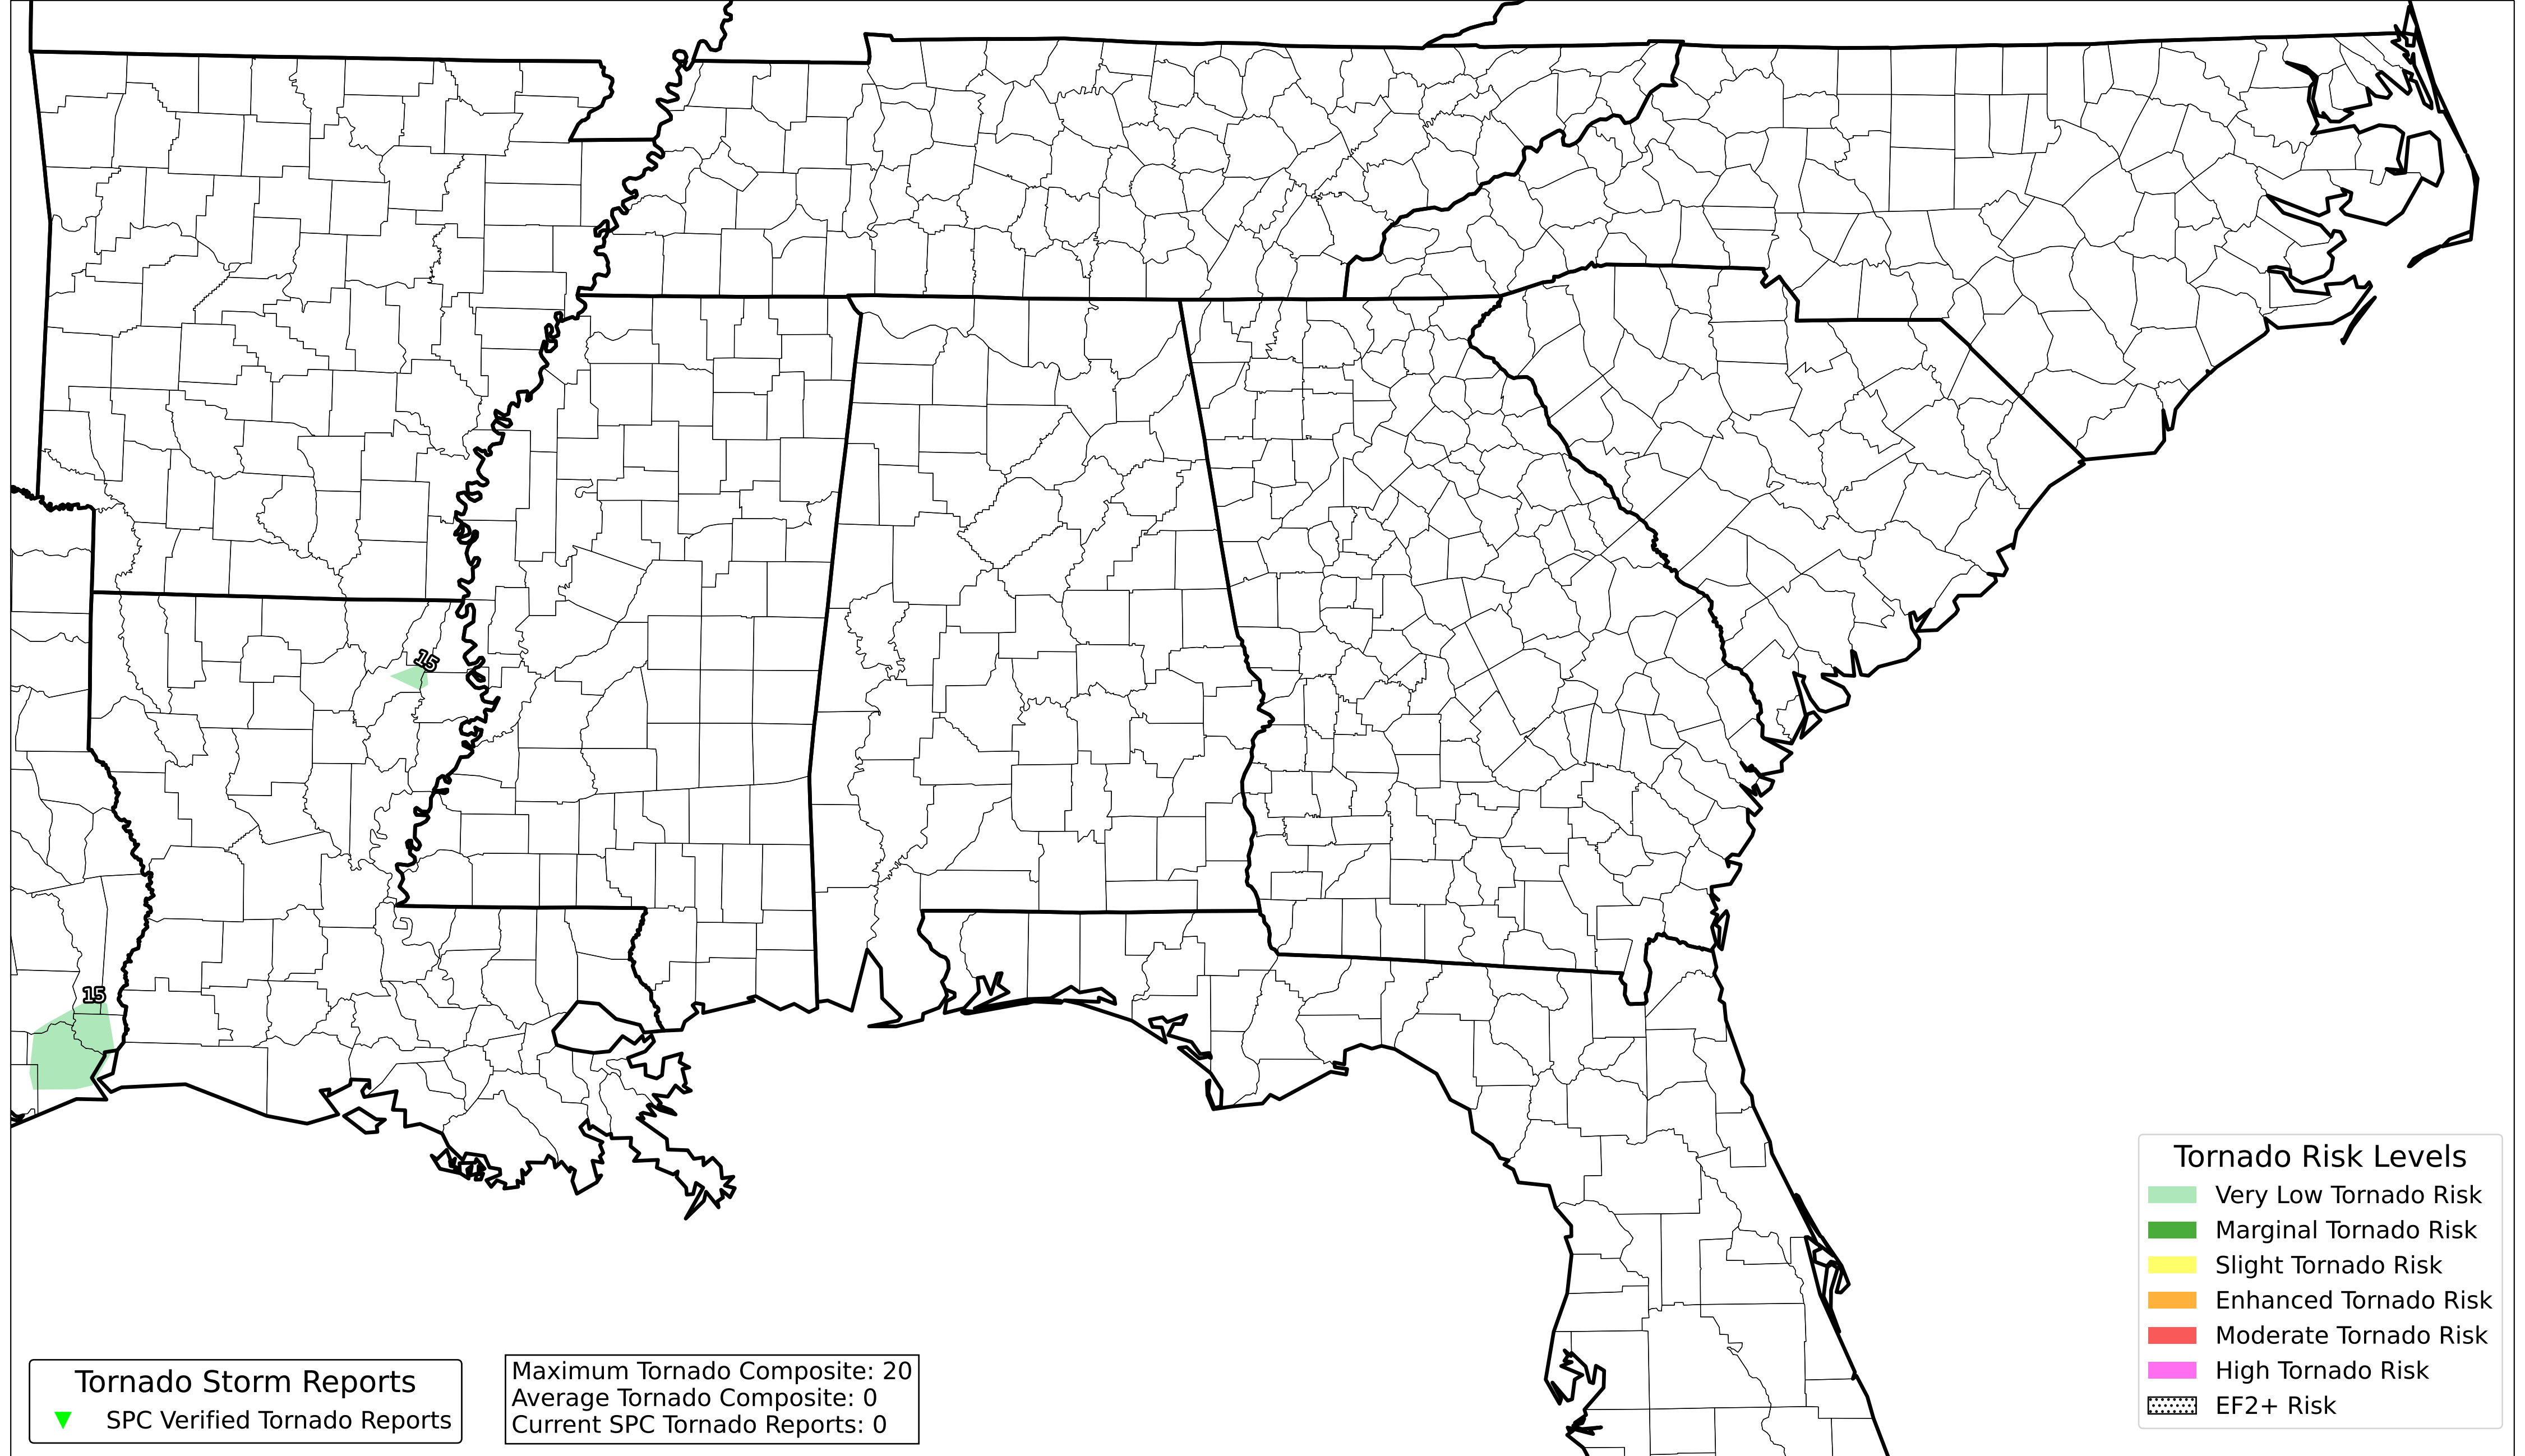 15
15
Tornado Risk Levels
Very Low Tornado Risk
Marginal Tornado Risk
Slight Tornado Risk
Enhanced Tornado Risk
Moderate Tornado Risk
High Tornado Risk
EF2+ Risk
Tornado Storm Reports
SPC Verified Tornado Reports
Maximum Tornado Composite: 20
Average Tornado Composite: 0
Current SPC Tornado Reports: 0